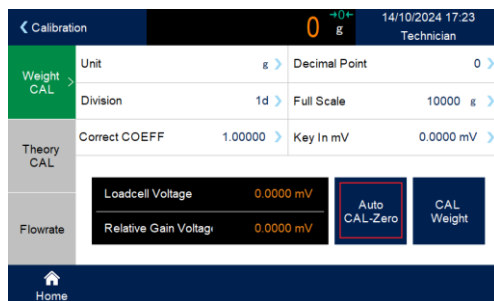 Calibration
0 →0← g
14/10/2024 17:23
Technician
Weight CAL
Unit g
Decimal Point 0
Division 1d
Full Scale 10000 g
Theory CAL
Correct COEFF 1.00000
Key In mV 0.0000 mV
Flowrate
Loadcell Voltage 0.0000 mV
Relative Gain Voltag 0.0000 mV
Auto CAL-Zero
CAL Weight
Home